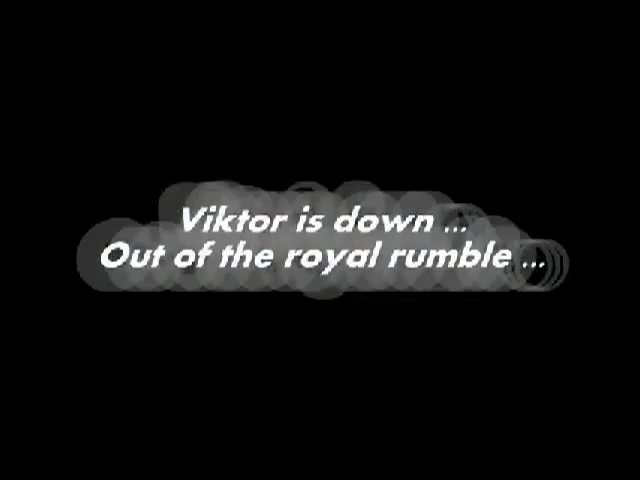 Viktor is down ...
Out of the royal rumble ...